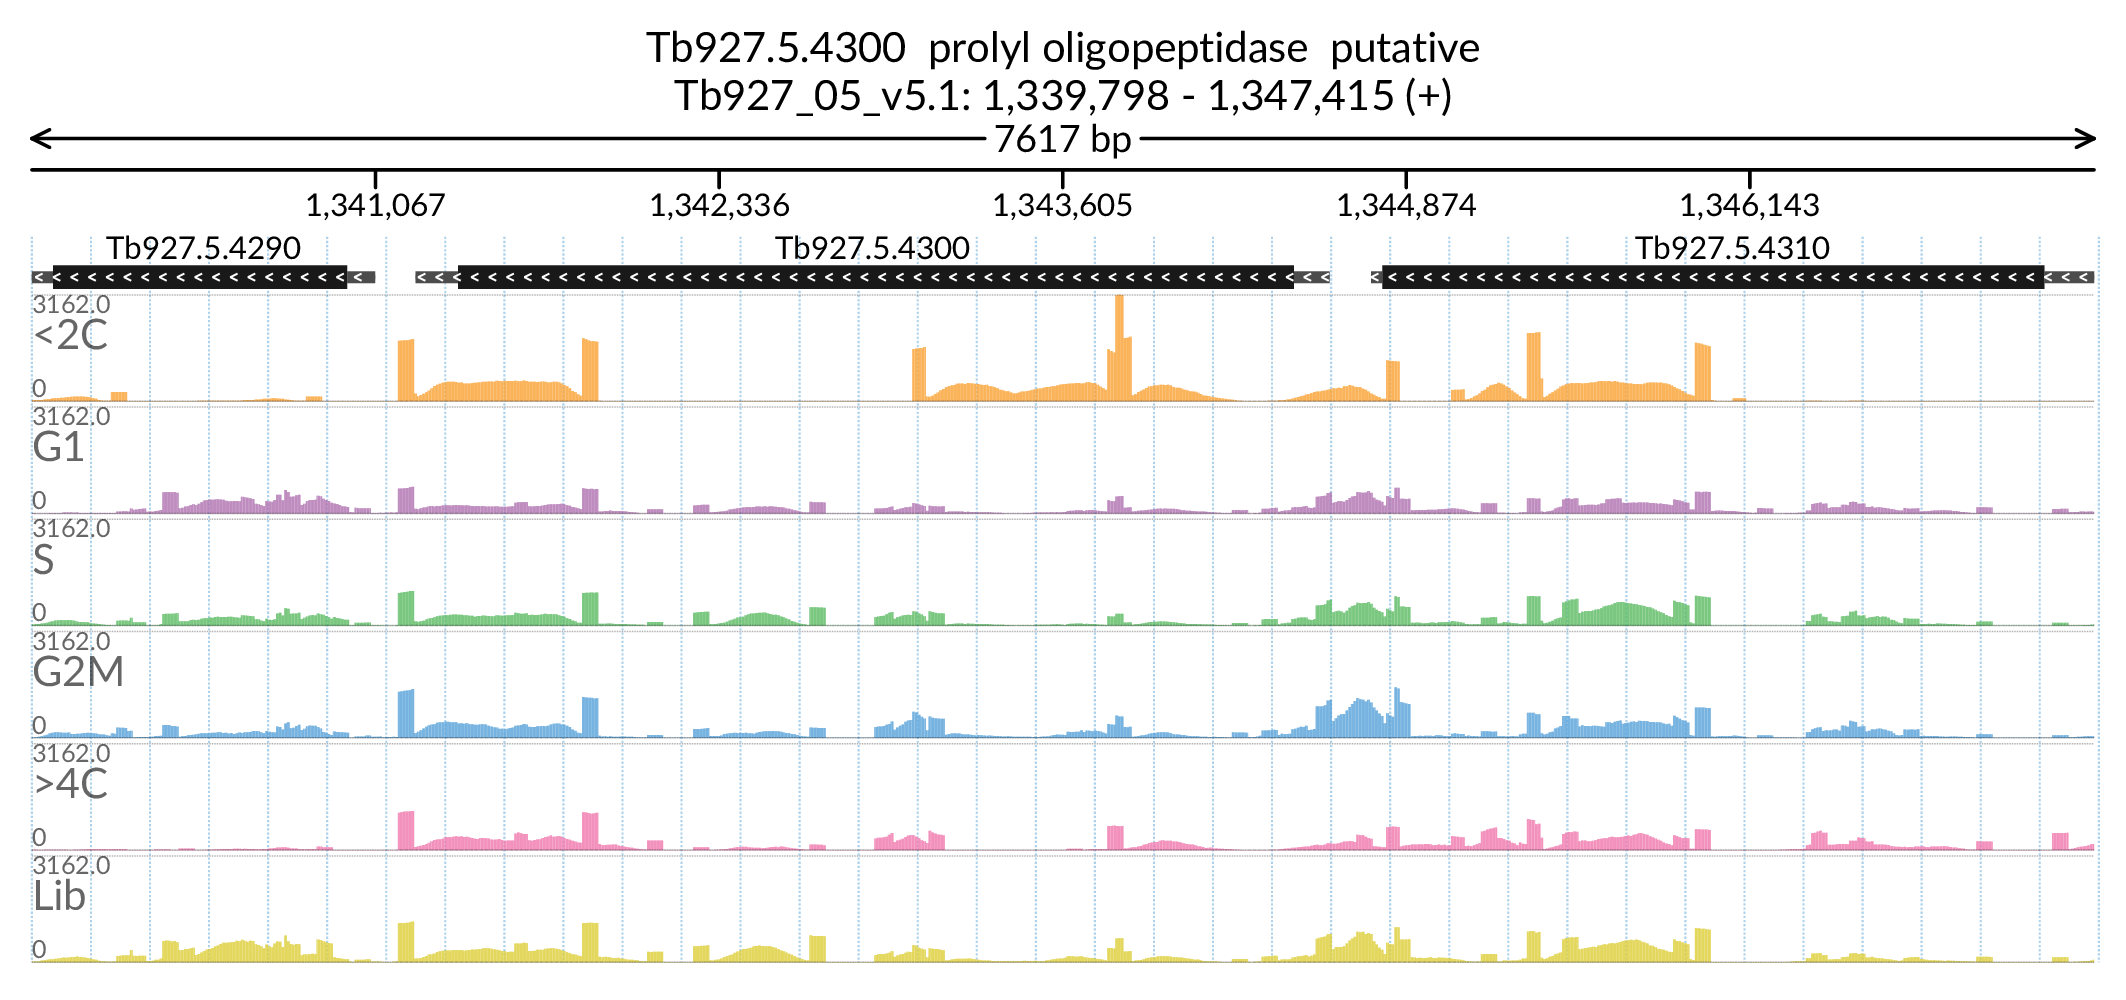 Tb927.5.4300  prolyl oligopeptidase  putative
Tb927_05_v5.1: 1,339,798 - 1,347,415 (+)
7617 bp
1,341,067 1,342,336 1,343,605 1,344,874 1,346,143
Tb927.5.4290 Tb927.5.4300 Tb927.5.4310
3162.0
<2C
0
3162.0
G1
0
3162.0
S
0
3162.0
G2M
0
3162.0
>4C
0
3162.0
Lib
0